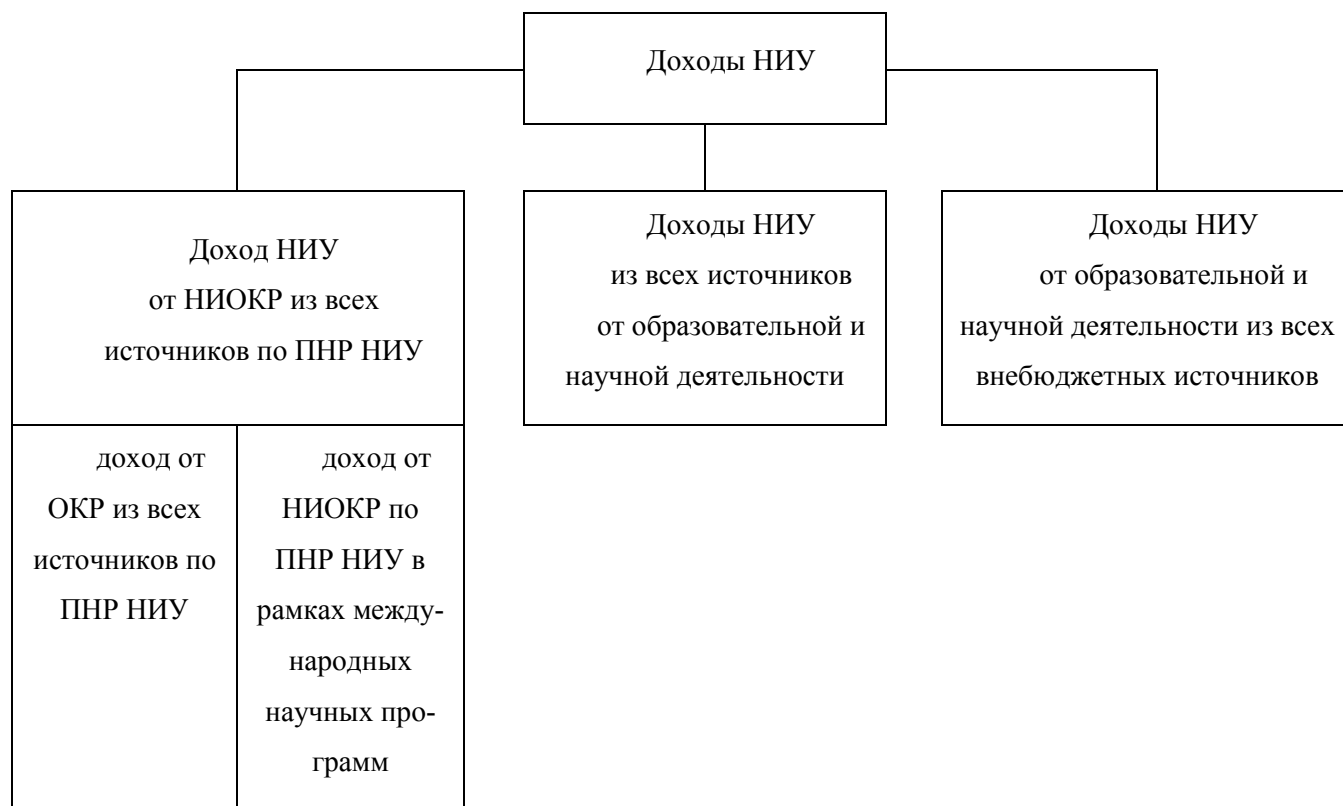 Доходы НИУ
Доход НИУ
от НИОКР из всех
источников по ПНР НИУ
Доходы НИУ
из всех источников
от образовательной и
научной деятельности
Доходы НИУ
от образовательной и
научной деятельности из всех
внебюджетных источников
доход от
ОКР из всех
источников по
ПНР НИУ
доход от
НИОКР по
ПНР НИУ в
рамках между-
народных
научных про-
грамм